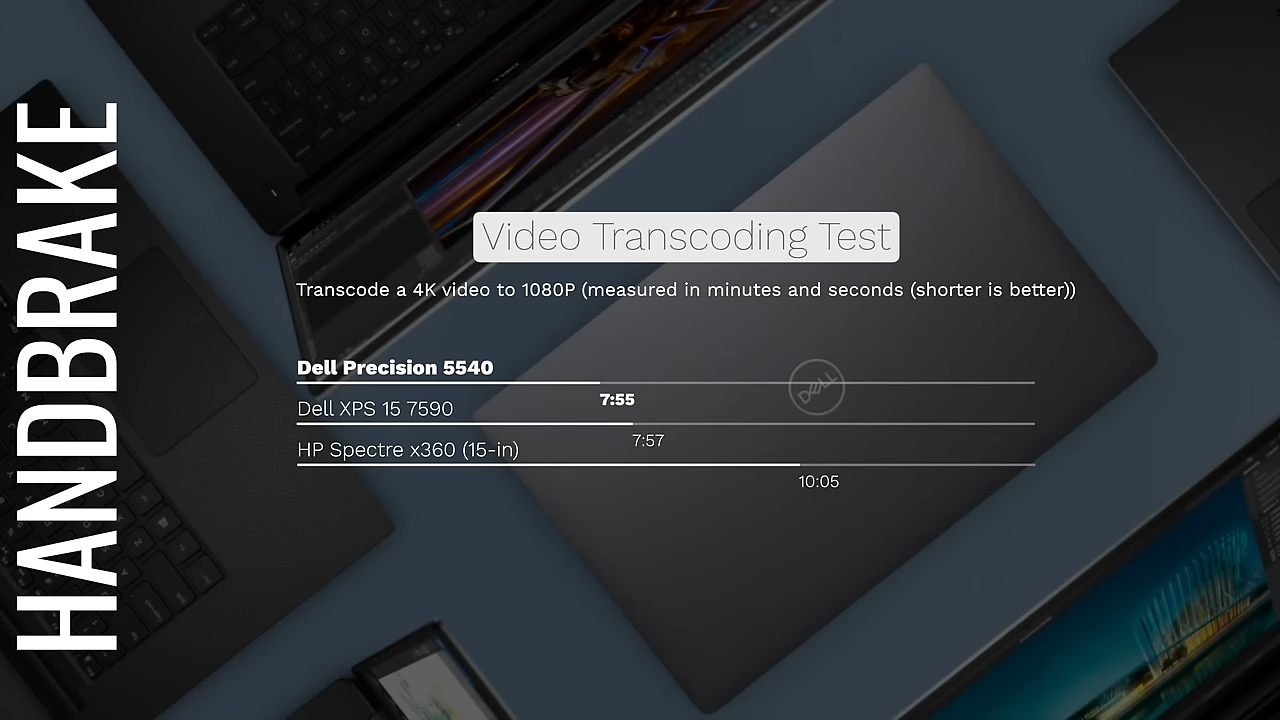 HANDBRAKE
Video Transcoding Test
Transcode a 4K video to 1080P (measured in minutes and seconds (shorter is better))
Dell Precision 5540
7:55
Dell XPS 15 7590
7:57
HP Spectre x360 (15-in)
10:05
DELL